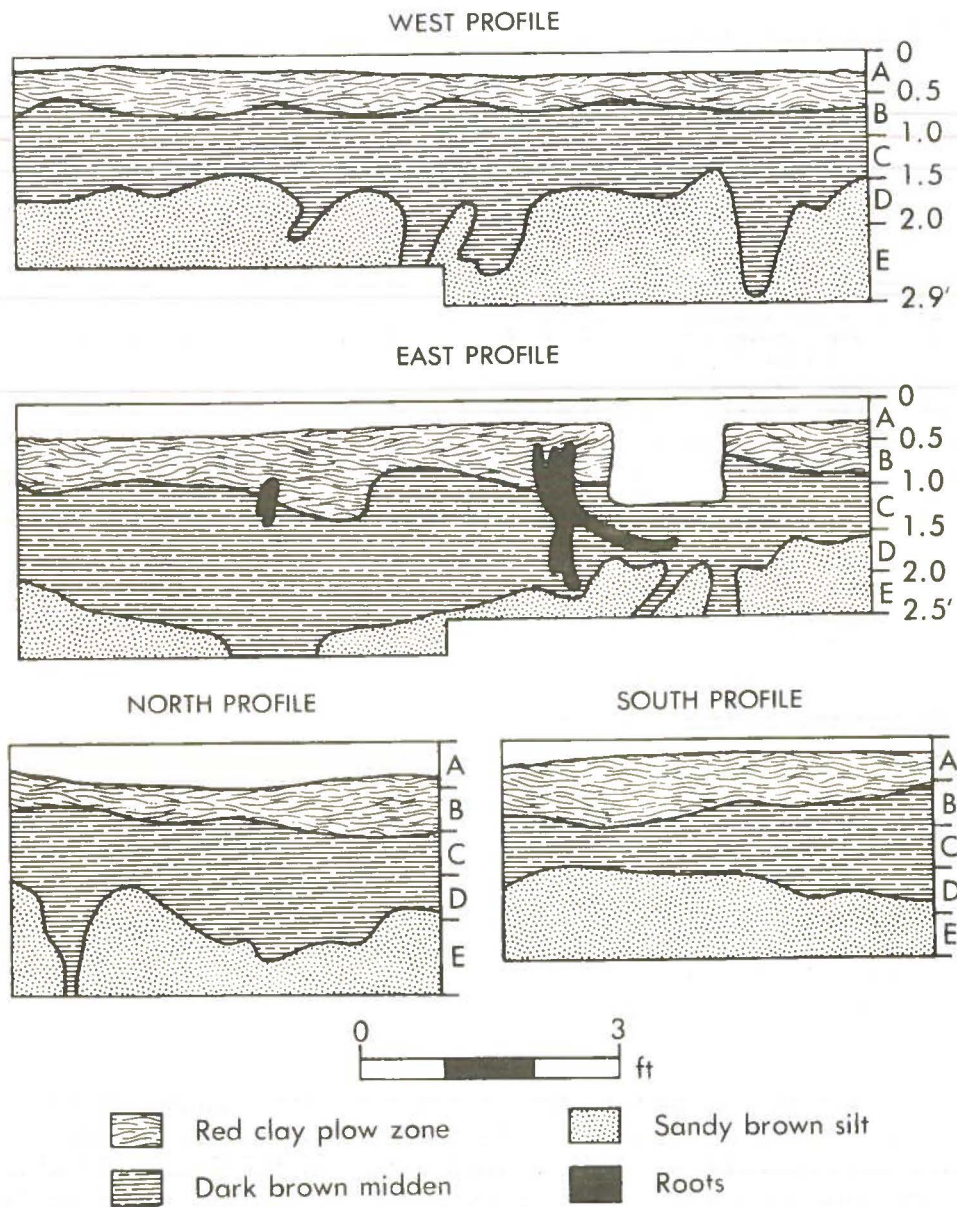 WEST PROFILE
0
A
0.5
B
1.0
C
1.5
D
2.0
E
2.9'
EAST PROFILE
0
A
0.5
B
1.0
C
1.5
D
2.0
E
2.5'
NORTH PROFILE
SOUTH PROFILE
A
B
C
D
E
A
B
C
D
E
0 3
ft
Red clay plow zone
Sandy brown silt
Dark brown midden
Roots